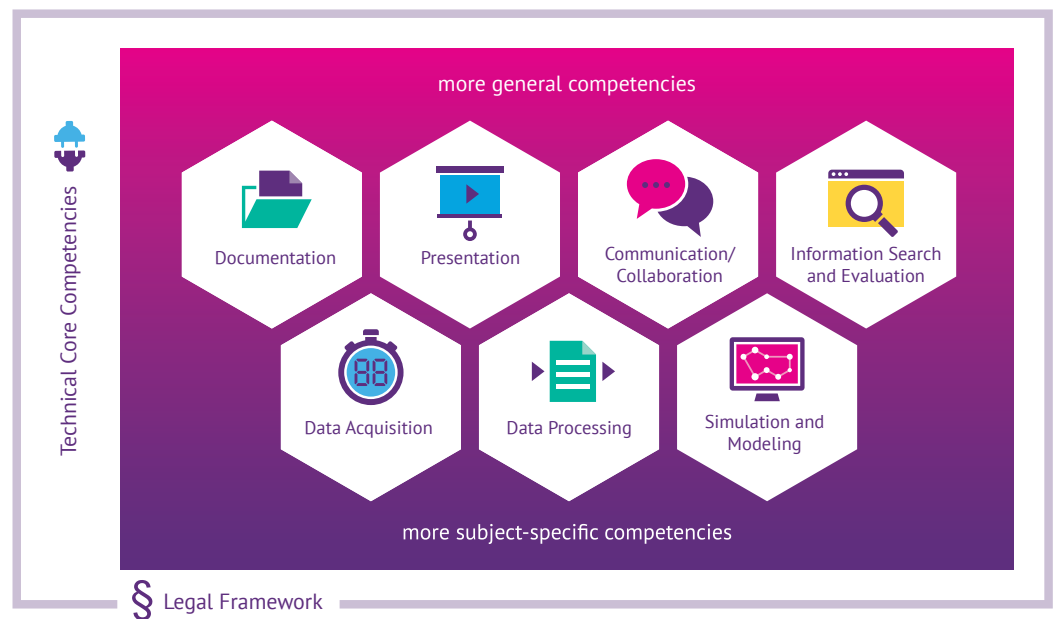 more general competencies
Technical Core Competencies
Documentation
Presentation
Communication/
Collaboration
Information Search
and Evaluation
88
Data Acquisition
Data Processing
Simulation and
Modeling
more subject-specific competencies
§ Legal Framework